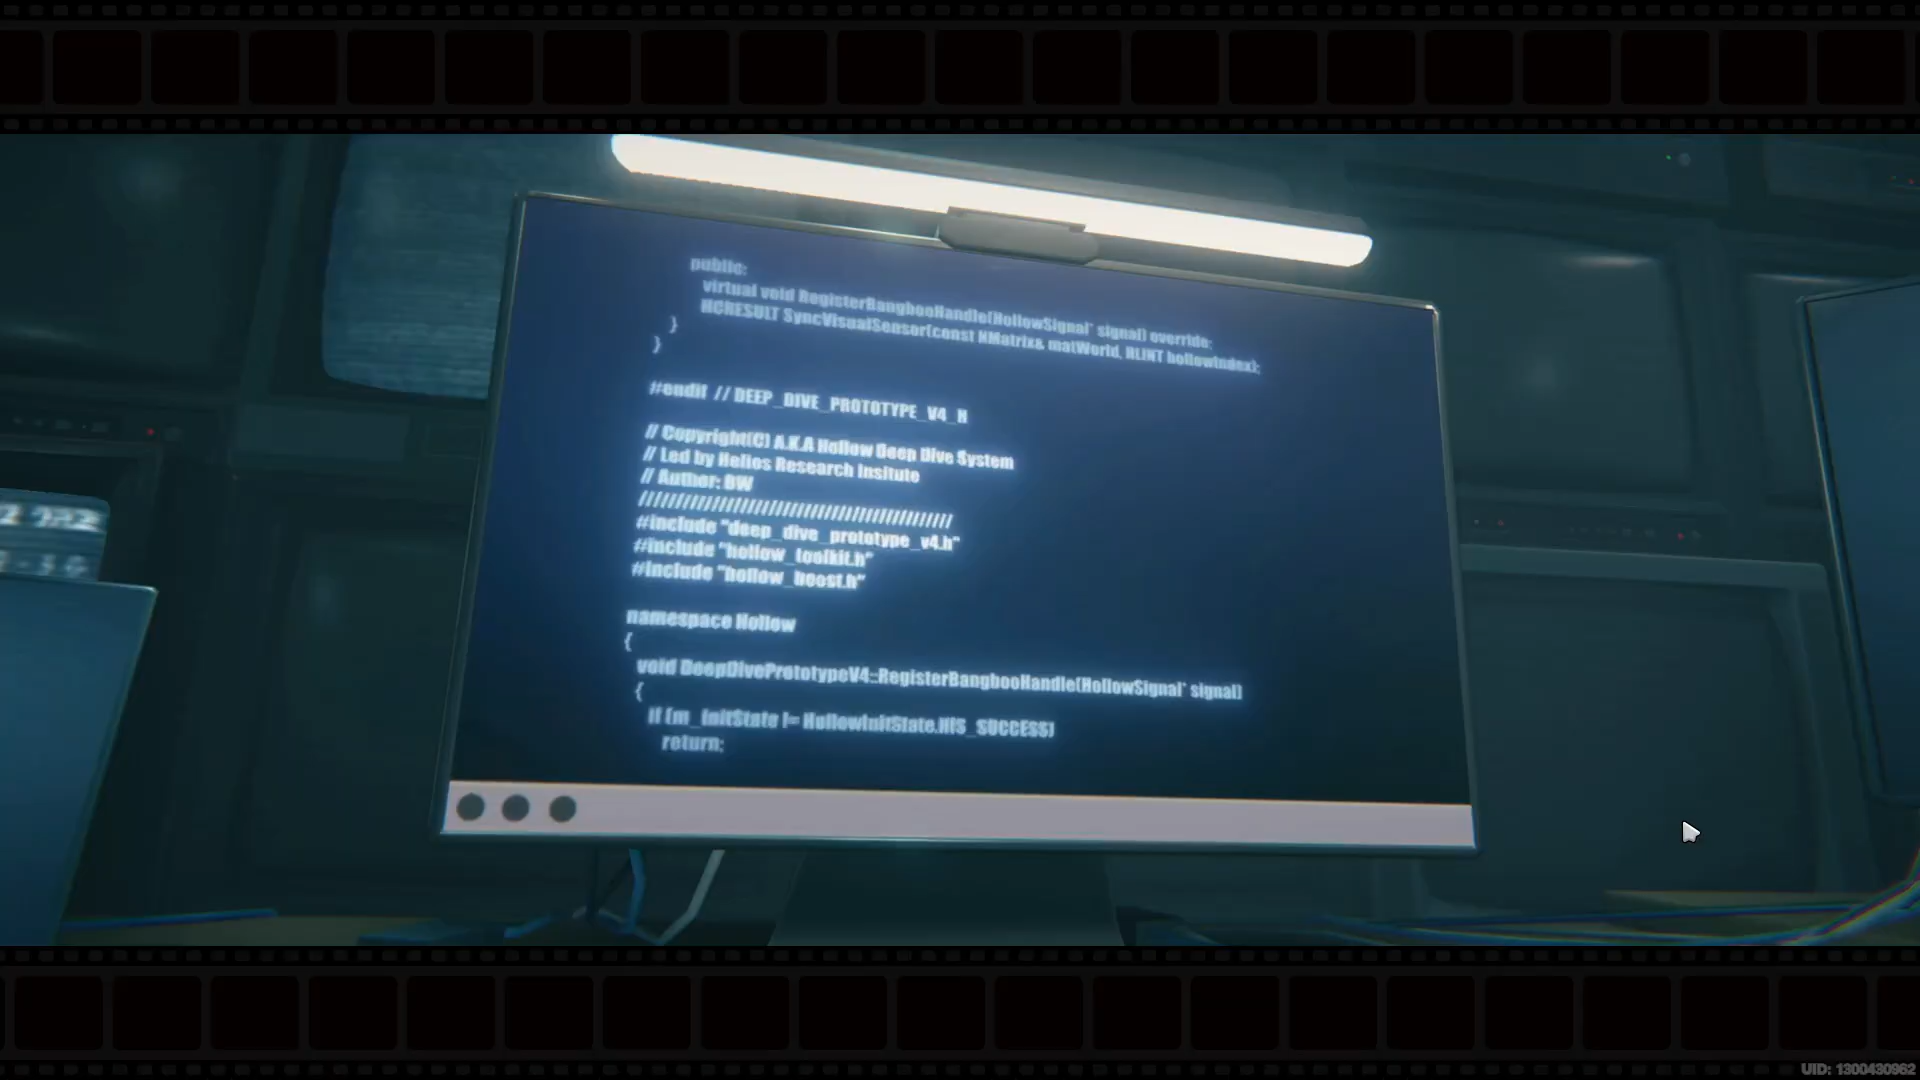 public:
virtual void RegisterBangbooHandle(HollowSignal* signal) override;
HCRESULT SyncVisualSensor(const HMatrix& matWorld, HLINT hollowIndex);
}
}
#endif // DEEP_DIVE_PROTOTYPE_V4_H
// Copyright(C) A.K.A Hollow Deep Dive System
// Led by Helios Research Insitute
// Author: BW
//////////////////////////////////////////
#include "deep_dive_prototype_v4.h"
#include "hollow_toolkit.h"
#include "hollow_boost.h"
namespace Hollow
{
void DeepDivePrototypeV4::RegisterBangbooHandle(HollowSignal* signal)
{
if (m_InitState != HollowInitState.HIS_SUCCESS)
return;
UID: 1300430962